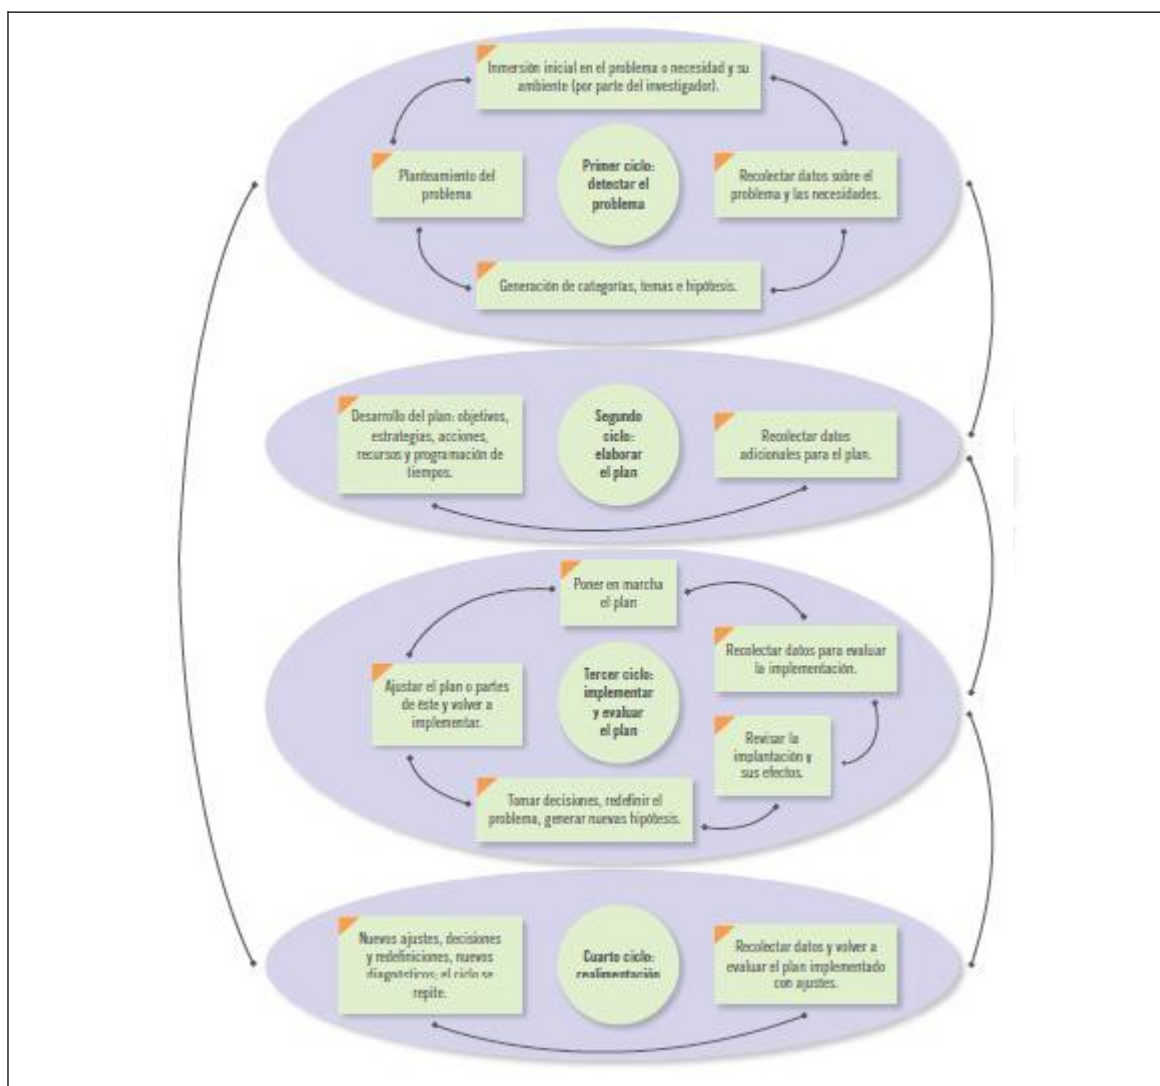 Inmersión inicial en el problema o necesidad y su
ambiente (por parte del investigador).
Planteamiento del
problema
Primer ciclo:
detectar el
problema
Recolectar datos sobre el
problema y las necesidades.
Generación de categorías, temas e hipótesis.
Desarrollo del plan: objetivos,
estrategias, acciones,
recursos y programación de
tiempos.
Segundo
ciclo:
elaborar
el plan
Recolectar datos
adicionales para el plan.
Poner en marcha
el plan
Recolectar datos para evaluar
la implementación.
Ajustar el plan o partes
de éste y volver a
implementar.
Tercer ciclo:
implementar
y evaluar
el plan
Revisar la
implantación y
sus efectos.
Tomar decisiones, redefinir el
problema, generar nuevas hipótesis.
Nuevos ajustes, decisiones
y redefiniciones, nuevos
diagnósticos; el ciclo se
repite.
Cuarto ciclo:
realimentación
Recolectar datos y volver a
evaluar el plan implementado
con ajustes.